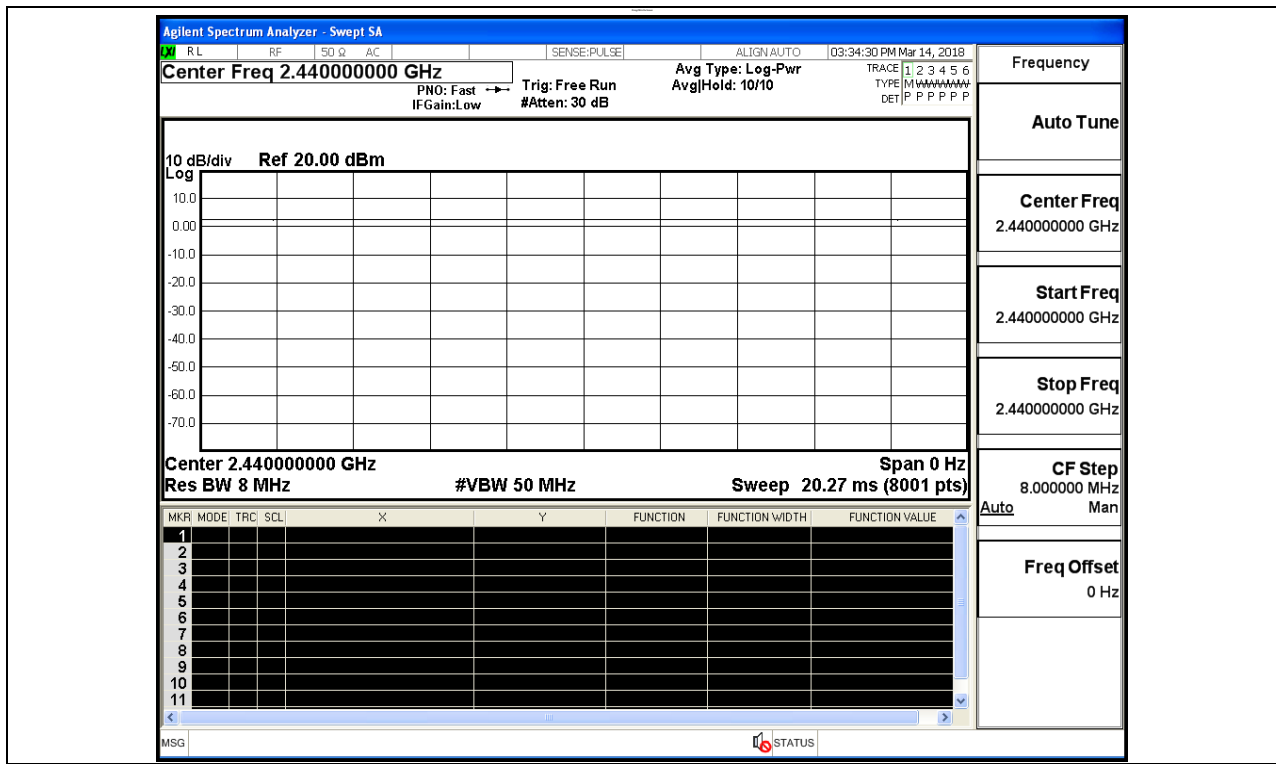 Agilent Spectrum Analyzer - Swept SA
LXI RL RF 50 Ω AC SENSE:PULSE ALIGN AUTO 03:34:30 PM Mar 14, 2018
Center Freq 2.440000000 GHz
PNO: Fast
IFGain:Low
Trig: Free Run
#Atten: 30 dB
Avg Type: Log-Pwr
Avg|Hold: 10/10
TRACE 1 2 3 4 5 6
TYPE M WWWWW
DET P P P P P P
10 dB/div Ref 20.00 dBm
Log
10.0
0.00
-10.0
-20.0
-30.0
-40.0
-50.0
-60.0
-70.0
Center 2.440000000 GHz Span 0 Hz
Res BW 8 MHz #VBW 50 MHz Sweep 20.27 ms (8001 pts)
MKR MODE TRC SCL X Y FUNCTION FUNCTION WIDTH FUNCTION VALUE
1
2
3
4
5
6
7
8
9
10
11
MSG STATUS
Frequency
Auto Tune
Center Freq
2.440000000 GHz
Start Freq
2.440000000 GHz
Stop Freq
2.440000000 GHz
CF Step
8.000000 MHz
Auto Man
Freq Offset
0 Hz